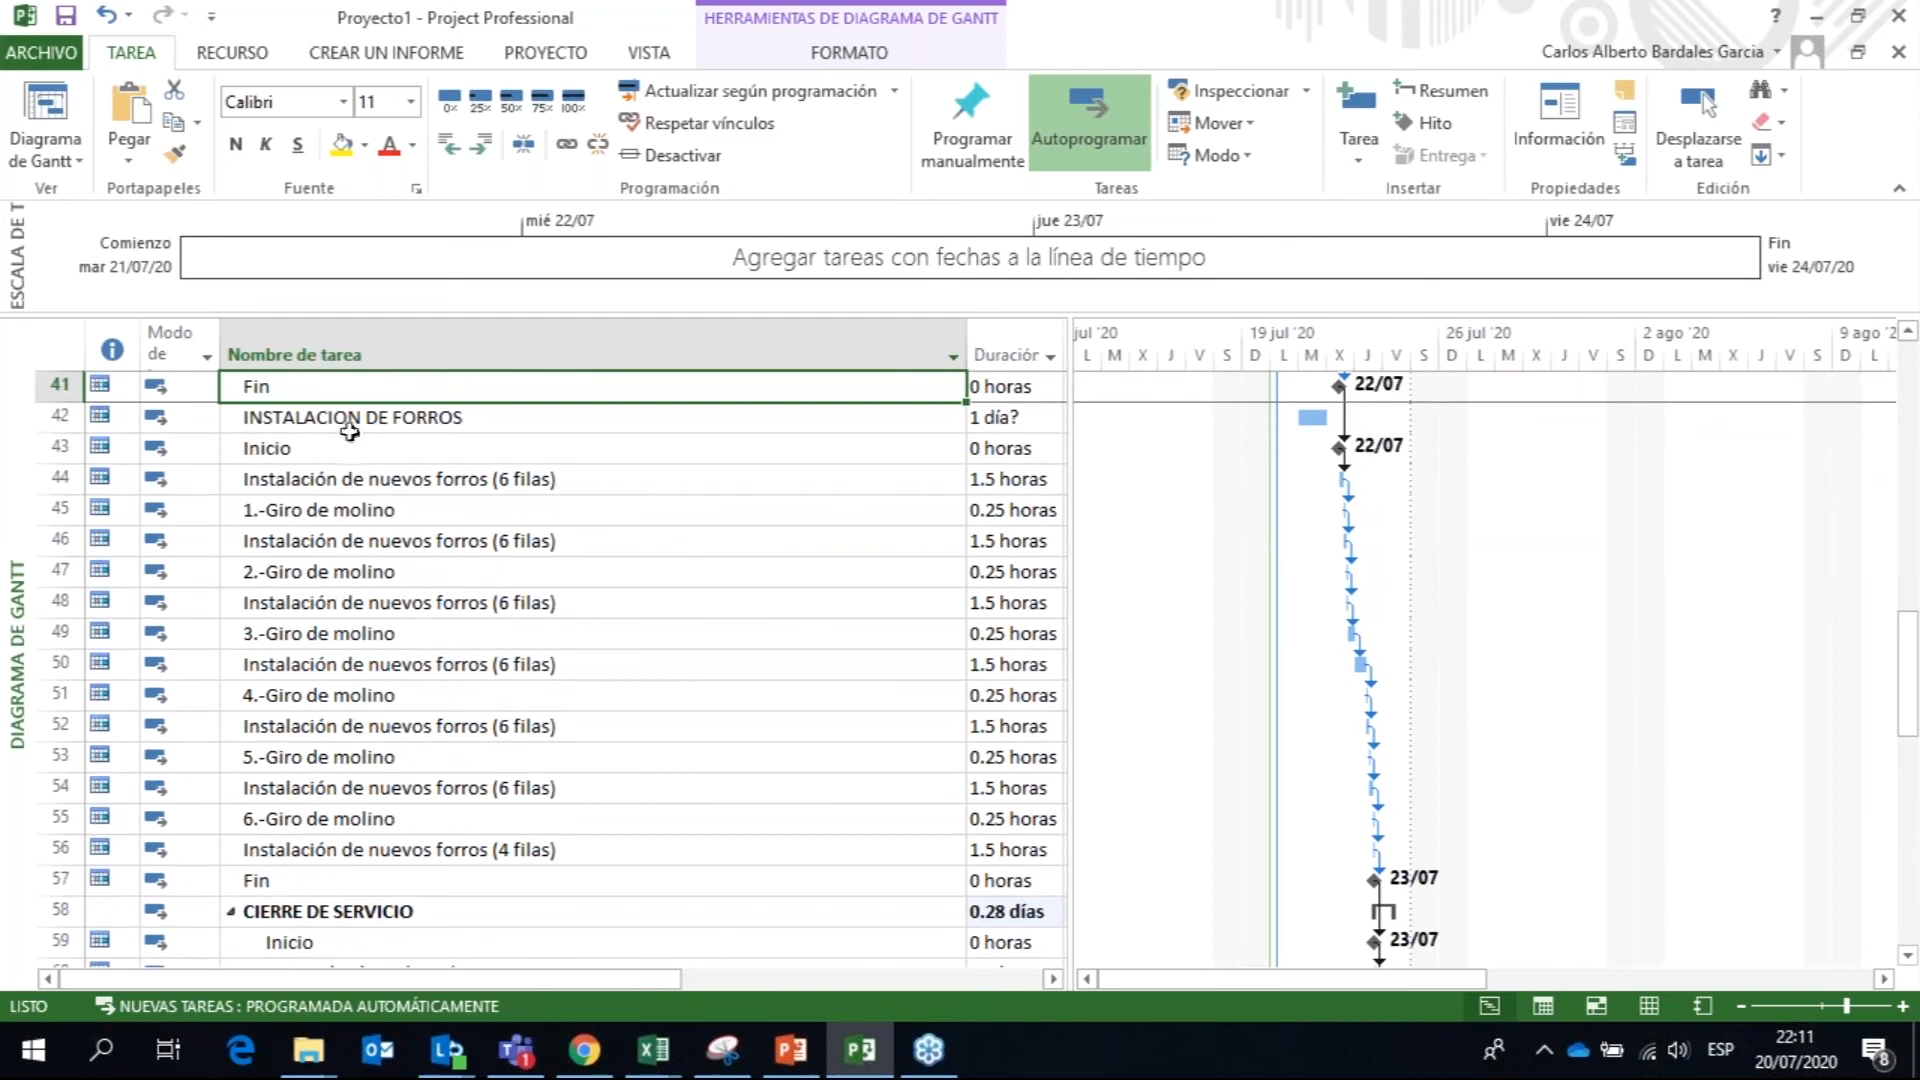 Proyecto1 - Project Professional
HERRAMIENTAS DE DIAGRAMA DE GANTT
?
ARCHIVO TAREA RECURSO CREAR UN INFORME PROYECTO VISTA FORMATO
Carlos Alberto Bardales Garcia
Diagrama de Gantt
Ver
Pegar
Portapapeles
Calibri 11
N K S A
Fuente
0% 25% 50% 75% 100%
Actualizar según programación
Respetar vínculos
Desactivar
Programación
Programar manualmente
Autoprogramar
Inspeccionar
Mover
Modo
Tareas
Tarea
Resumen
Hito
Entrega
Insertar
Información
Propiedades
Desplazarse a tarea
Edición
ESCALA DE T
mié 22/07 jue 23/07 vie 24/07
Comienzo
mar 21/07/20
Agregar tareas con fechas a la línea de tiempo
Fin
vie 24/07/20
DIAGRAMA DE GANTT
Modo de Nombre de tarea Duración
jul '20 19 jul '20 26 jul '20 2 ago '20 9 ago '2
L M X J V S D L M X J V S D L M X J V S D L M X J V S D L
41 Fin 0 horas 22/07
42 INSTALACION DE FORROS 1 día?
43 Inicio 0 horas 22/07
44 Instalación de nuevos forros (6 filas) 1.5 horas
45 1.-Giro de molino 0.25 horas
46 Instalación de nuevos forros (6 filas) 1.5 horas
47 2.-Giro de molino 0.25 horas
48 Instalación de nuevos forros (6 filas) 1.5 horas
49 3.-Giro de molino 0.25 horas
50 Instalación de nuevos forros (6 filas) 1.5 horas
51 4.-Giro de molino 0.25 horas
52 Instalación de nuevos forros (6 filas) 1.5 horas
53 5.-Giro de molino 0.25 horas
54 Instalación de nuevos forros (6 filas) 1.5 horas
55 6.-Giro de molino 0.25 horas
56 Instalación de nuevos forros (4 filas) 1.5 horas
57 Fin 0 horas 23/07
58 CIERRE DE SERVICIO 0.28 días
59 Inicio 0 horas 23/07
LISTO NUEVAS TAREAS : PROGRAMADA AUTOMÁTICAMENTE
ESP
22:11
20/07/2020
1
8